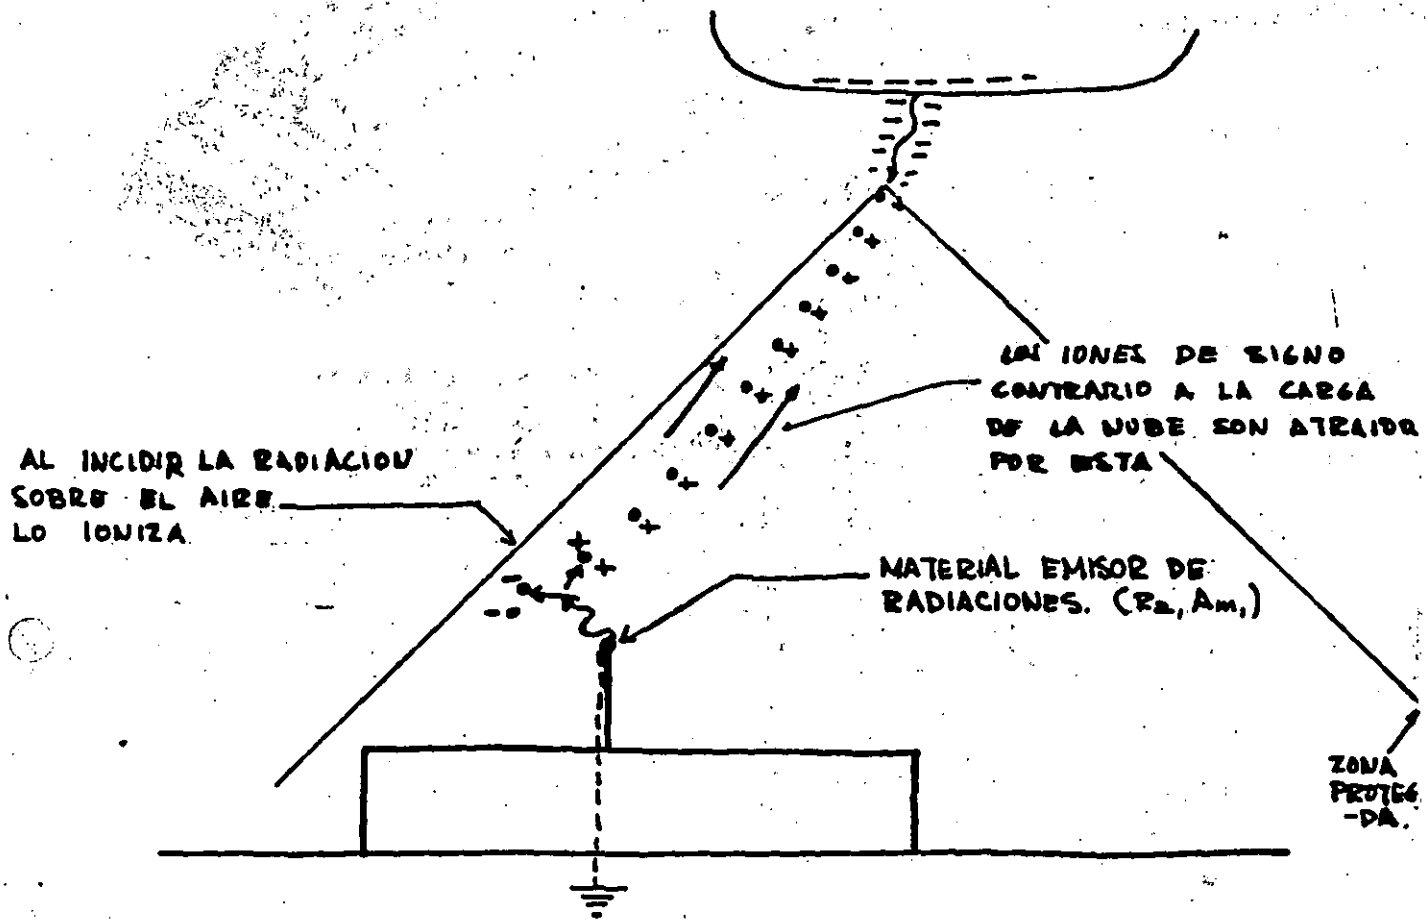 LOS IONES DE SIGNO
CONTRARIO A LA CARGA
DE LA NUBE SON ATRAIDOS
POR ESTA
AL INCIDIR LA RADIACION
SOBRE EL AIRE
LO IONIZA
MATERIAL EMISOR DE
RADIACIONES. (Ra, Am,)
ZONA
PROTEG
-DA.